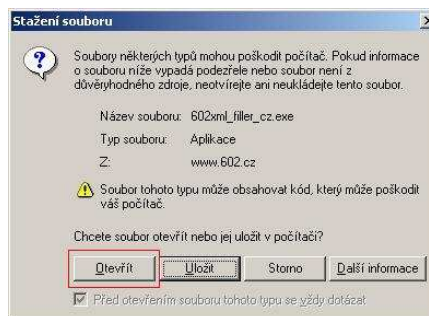 Stažení souboru
Soubory některých typů mohou poškodit počítač. Pokud informace
o souboru níže vypadá podezřele nebo soubor není z
důvěryhodného zdroje, neotvírejte ani neukládejte tento soubor.
Název souboru: 602xml_filler_cz.exe
Typ souboru: Aplikace
Z: www.602.cz
Soubor tohoto typu může obsahovat kód, který může poškodit
váš počítač.
Chcete soubor otevřít nebo jej uložit v počítači?
Otevřít Uložit Storno Další informace
Před otevřením souboru tohoto typu se vždy dotázat